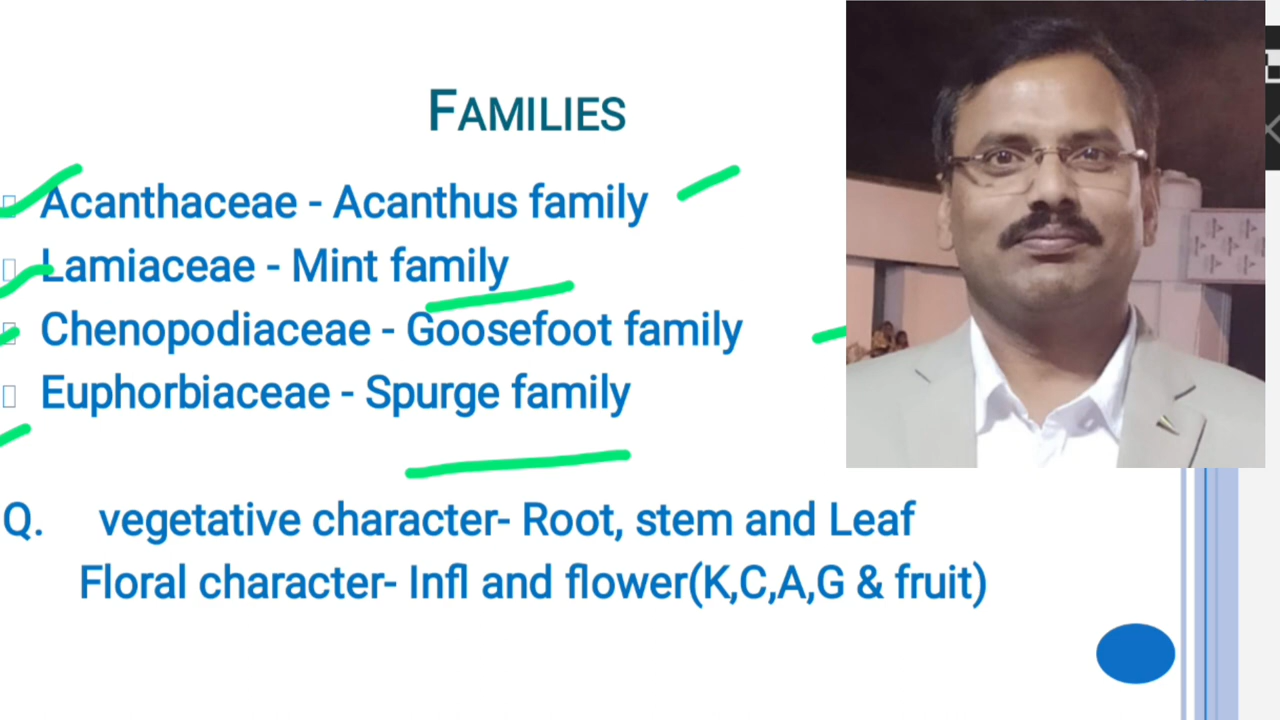 FAMILIES
Acanthaceae - Acanthus family
Lamiaceae - Mint family
Chenopodiaceae - Goosefoot family
Euphorbiaceae - Spurge family
Q. vegetative character- Root, stem and Leaf
Floral character- Infl and flower(K,C,A,G & fruit)